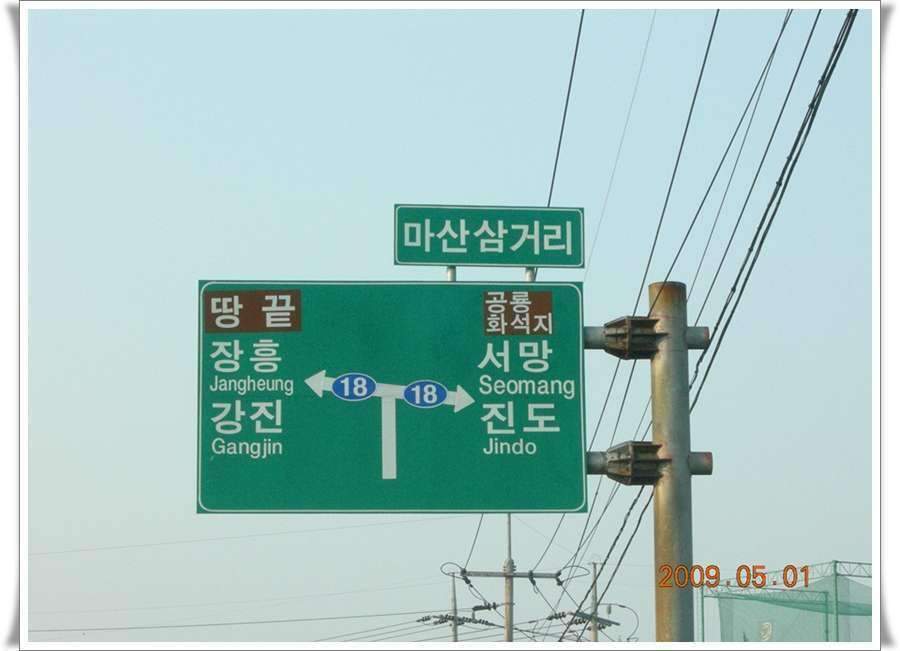 마산삼거리
땅 끝
장흥
Jangheung
강진
Gangjin
18
18
공룡
화석지
서망
Seomang
진도
Jindo
2009.05.01